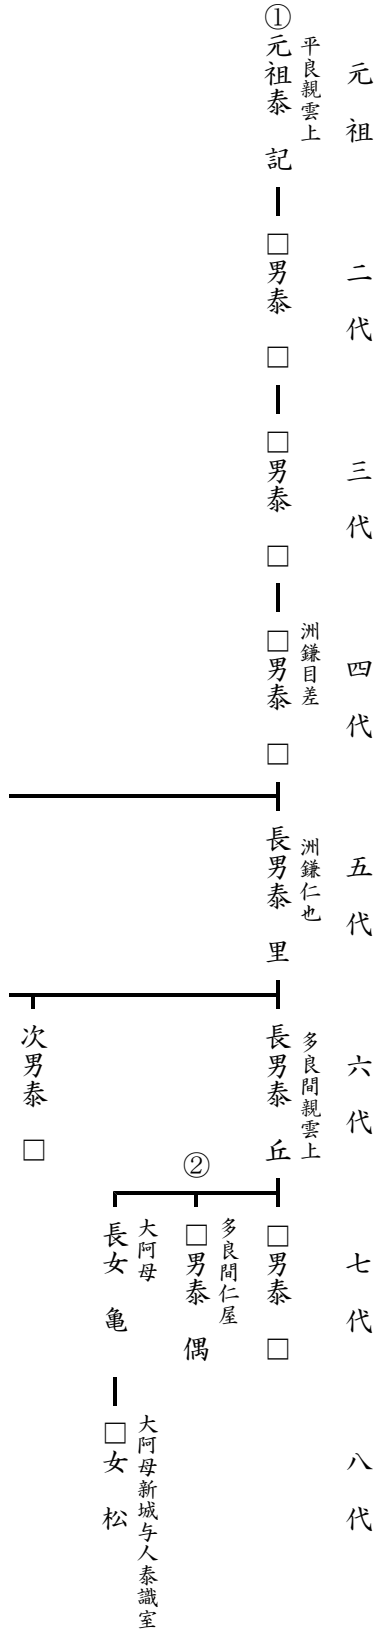 元祖
二代
三代
四代
五代
六代
七代
八代
①
平良親雲上
元祖泰記
□男泰□
□男泰□
洲鎌目差
□男泰□
洲鎌仁也
長男泰里
多良間親雲上
長男泰丘
□男泰□
②
多良間仁屋
□男泰偶
大阿母
長女亀
大阿母新城与人泰識室
□女松
次男泰□